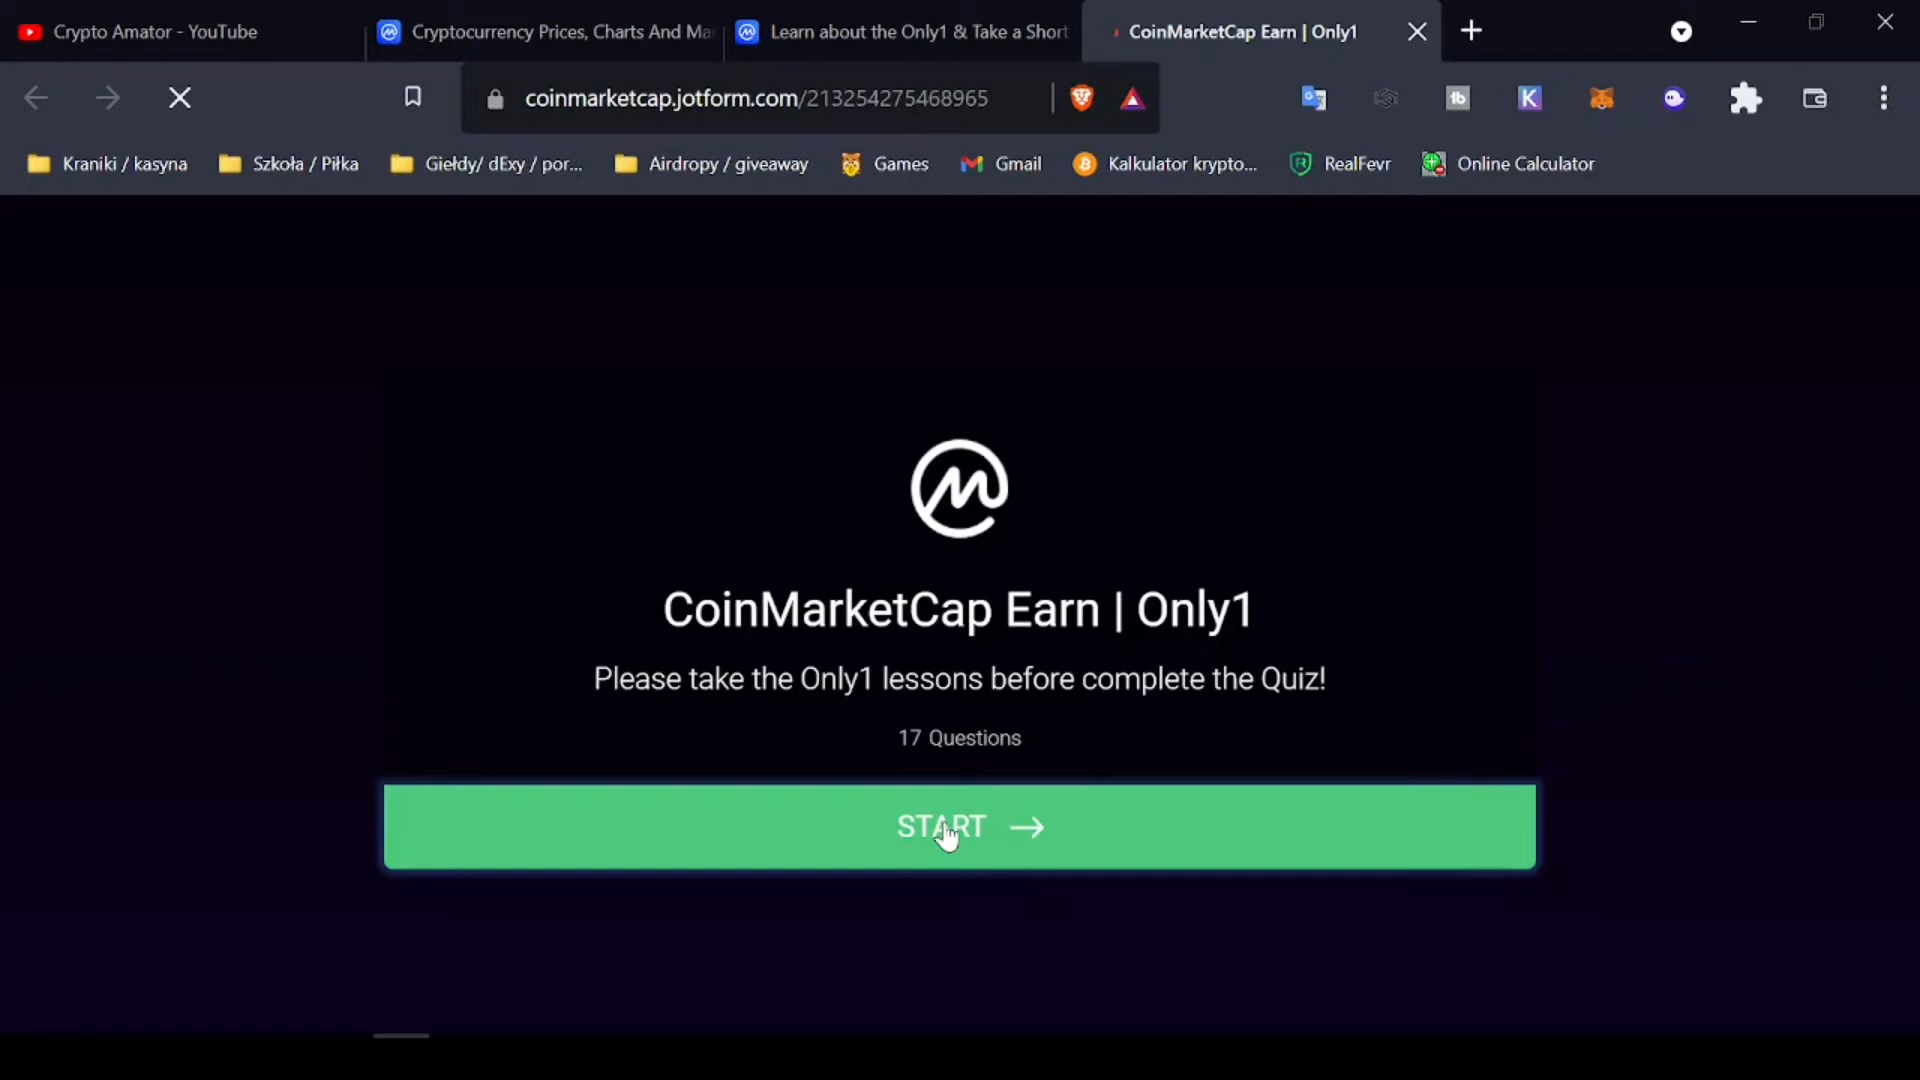 Crypto Amator - YouTube
Cryptocurrency Prices, Charts And Ma
Learn about the Only1 & Take a Short
CoinMarketCap Earn | Only1
coinmarketcap.jotform.com/213254275468965
tb
K
Kraniki / kasyna
Szkoła / Piłka
Giełdy/ dExy / por...
Airdropy / giveaway
Games
Gmail
Kalkulator krypto...
RealFevr
Online Calculator
CoinMarketCap Earn | Only1
Please take the Only1 lessons before complete the Quiz!
17 Questions
START →